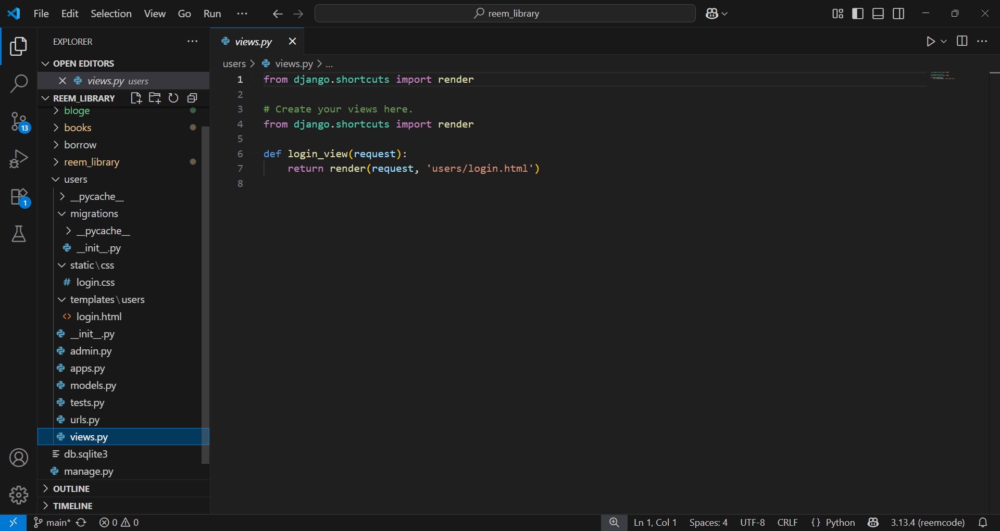 File Edit Selection View Go Run ··· reem_library
EXPLORER ···
OPEN EDITORS
views.py users
REEM_LIBRARY
bloge
books
borrow
reem_library
users
__pycache__
migrations
__pycache__
__init__.py
static\css
# login.css
templates\users
<> login.html
__init__.py
admin.py
apps.py
models.py
tests.py
urls.py
views.py
db.sqlite3
manage.py
OUTLINE
TIMELINE
13
1
views.py
users > views.py > ...
1 from django.shortcuts import render
2
3 # Create your views here.
4 from django.shortcuts import render
5
6 def login_view(request):
7 return render(request, 'users/login.html')
8
main* 0 0 Ln 1, Col 1 Spaces: 4 UTF-8 CRLF {} Python 3.13.4 (reemcode)